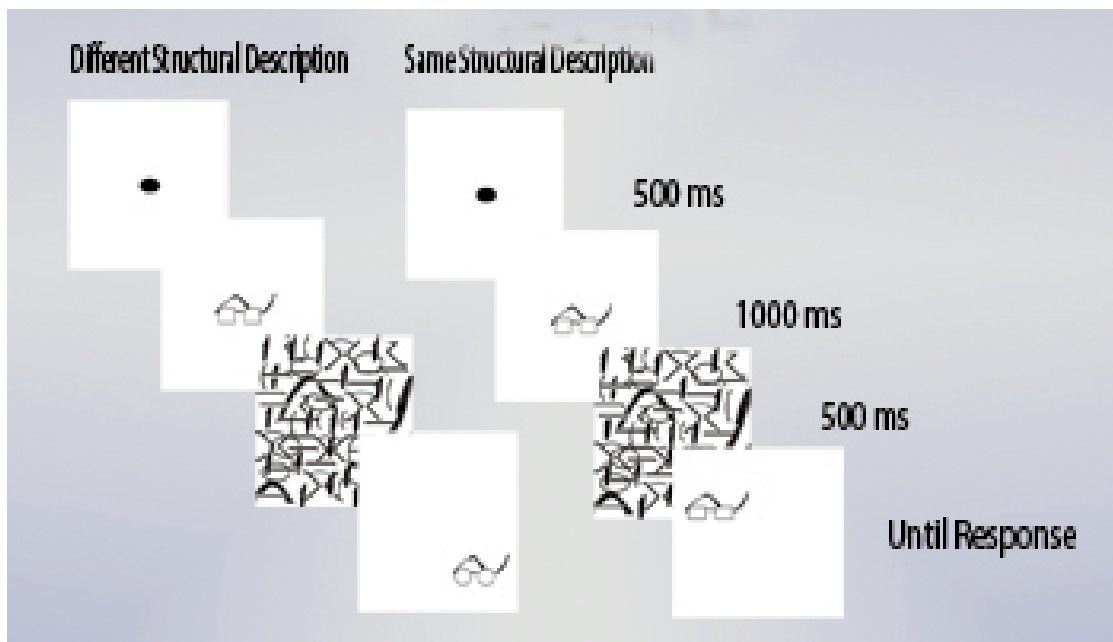 Different Structural Description
Same Structural Description
500 ms
1000 ms
500 ms
Until Response